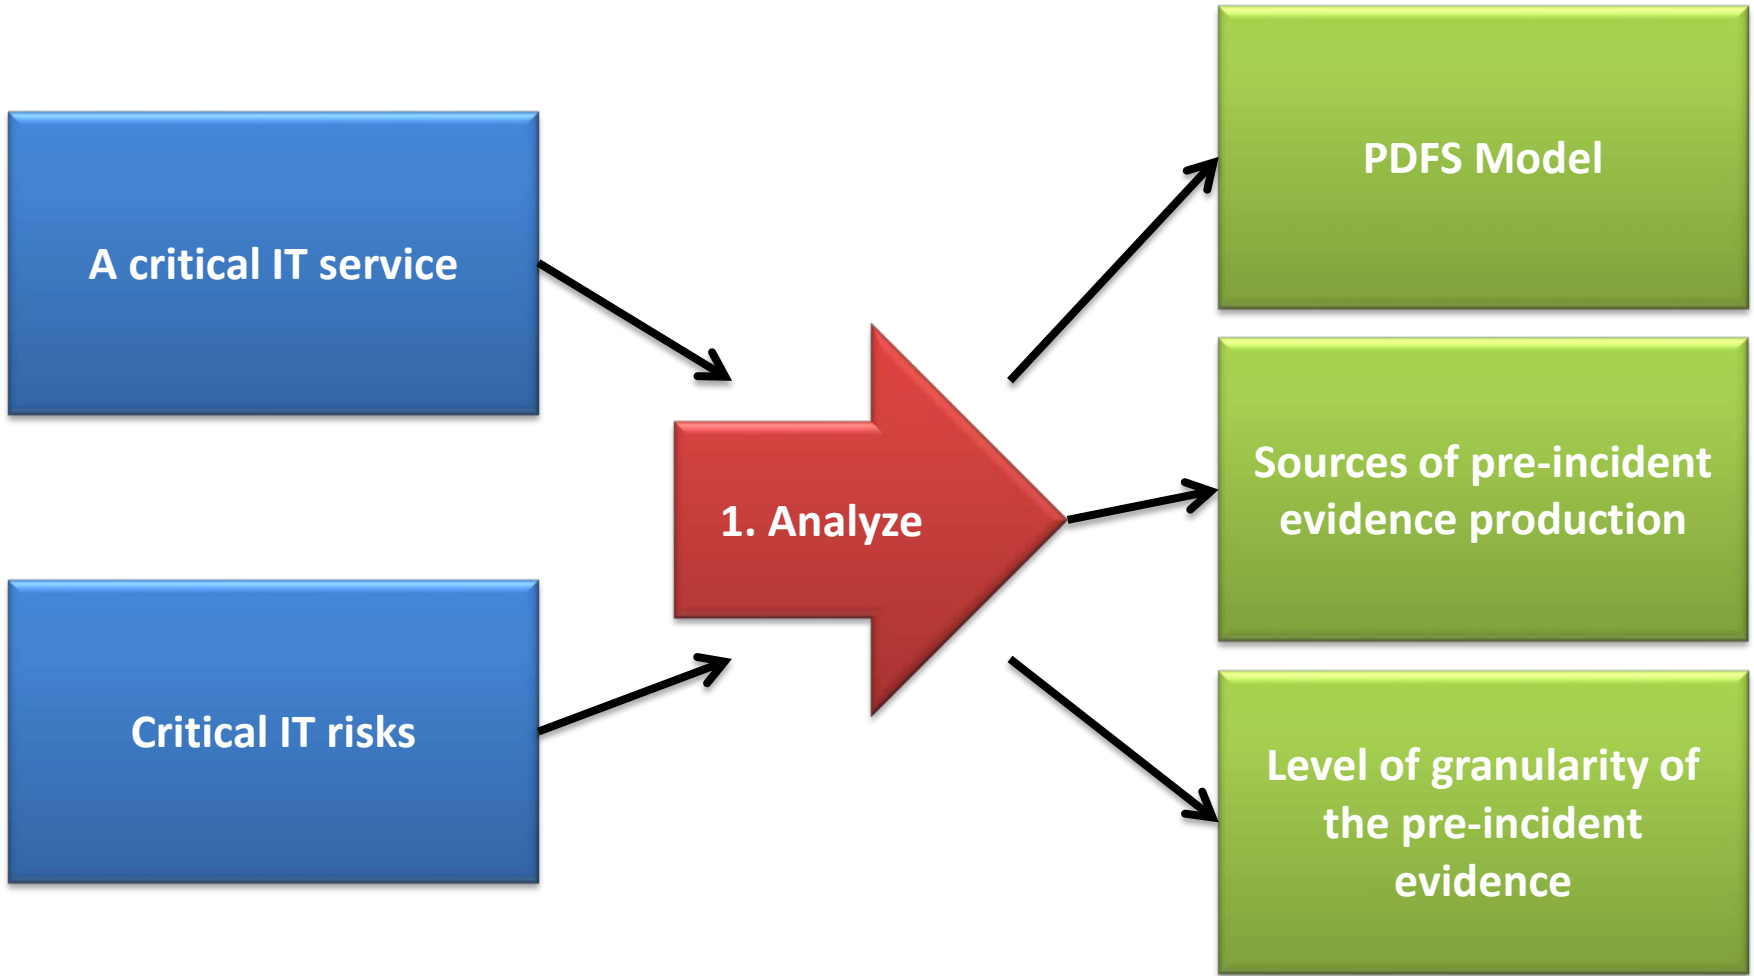 A critical IT service
Critical IT risks
1. Analyze
PDFS Model
Sources of pre-incident
evidence production
Level of granularity of
the pre-incident
evidence